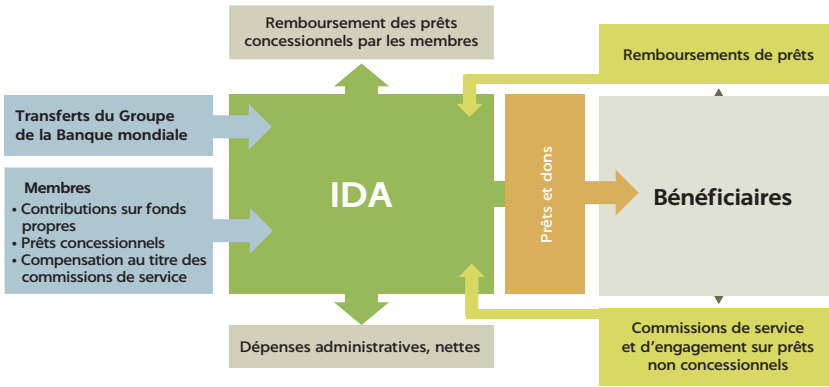 Remboursement des prêts
concessionnels par les membres
Remboursements de prêts
Transferts du Groupe
de la Banque mondiale
Membres
• Contributions sur fonds
propres
• Prêts concessionnels
• Compensation au titre des
commissions de service
IDA
Prêts et dons
Bénéficiaires
Dépenses administratives, nettes
Commissions de service
et d'engagement sur prêts
non concessionnels